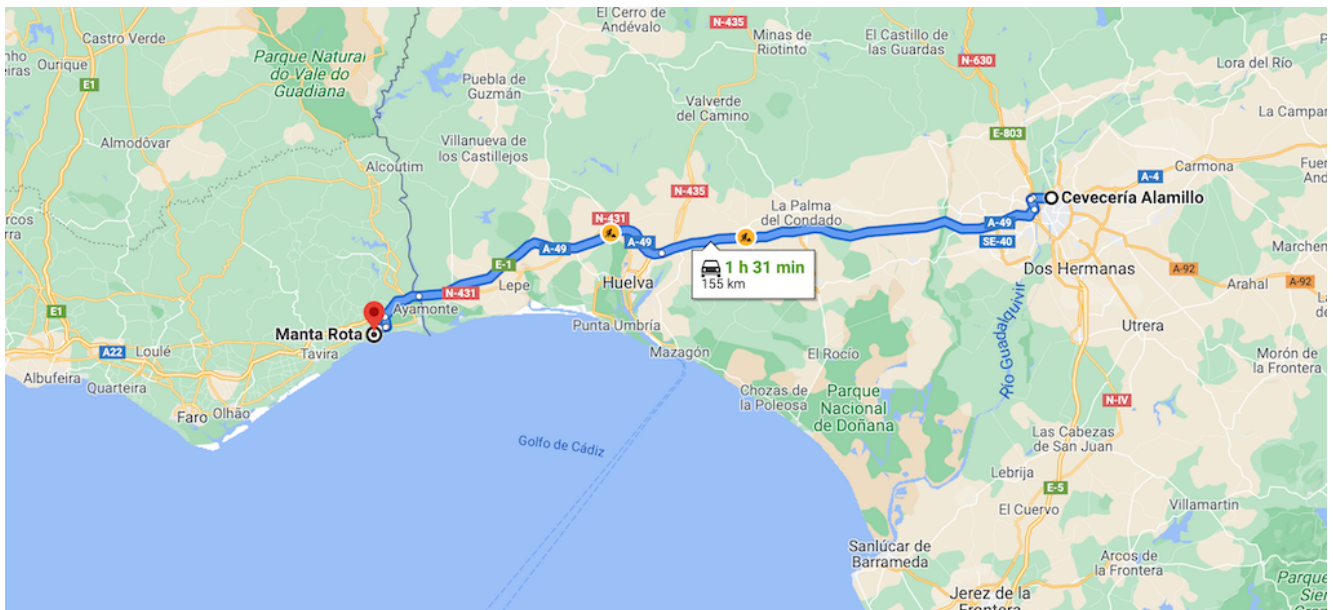 El Cerro de
Andévalo
N-435
Castro Verde
Minas de
Riotinto
El Castillo de
las Guardas
Ourique
Parque Natural
do Vale do
Guadiana
N-630
Lora del Río
E1
Puebla de
Guzmán
Valverde
del Camino
La Campan
E-803
Almodôvar
Villanueva de
los Castillejos
Alcoutim
Carmona
A-4
N-435
La Palma
del Condado
Cevecería Alamillo
N-431
A-49
A-49
A-49
SE-40
E-1
1 h 31 min
155 km
Dos Hermanas
A-92
Marchen
Huelva
Lepe
N-431
Arahal
A-92
Ayamonte
E1
Punta Umbría
Río Guadalquivir
Utrera
Manta Rota
A22
Loulé
Tavira
Mazagón
El Rocío
Morón de
la Frontera
Albufeira
Quarteira
Chozas de
la Poleosa
Parque
Nacional
de Doñana
N-IV
Faro
Olhão
Golfo de Cádiz
Las Cabezas
de San Juan
Lebrija
E-5
El Cuervo
Villamartin
Sanlúcar de
Barrameda
Arcos de
la Frontera
Jerez de la
Frontera
Parque